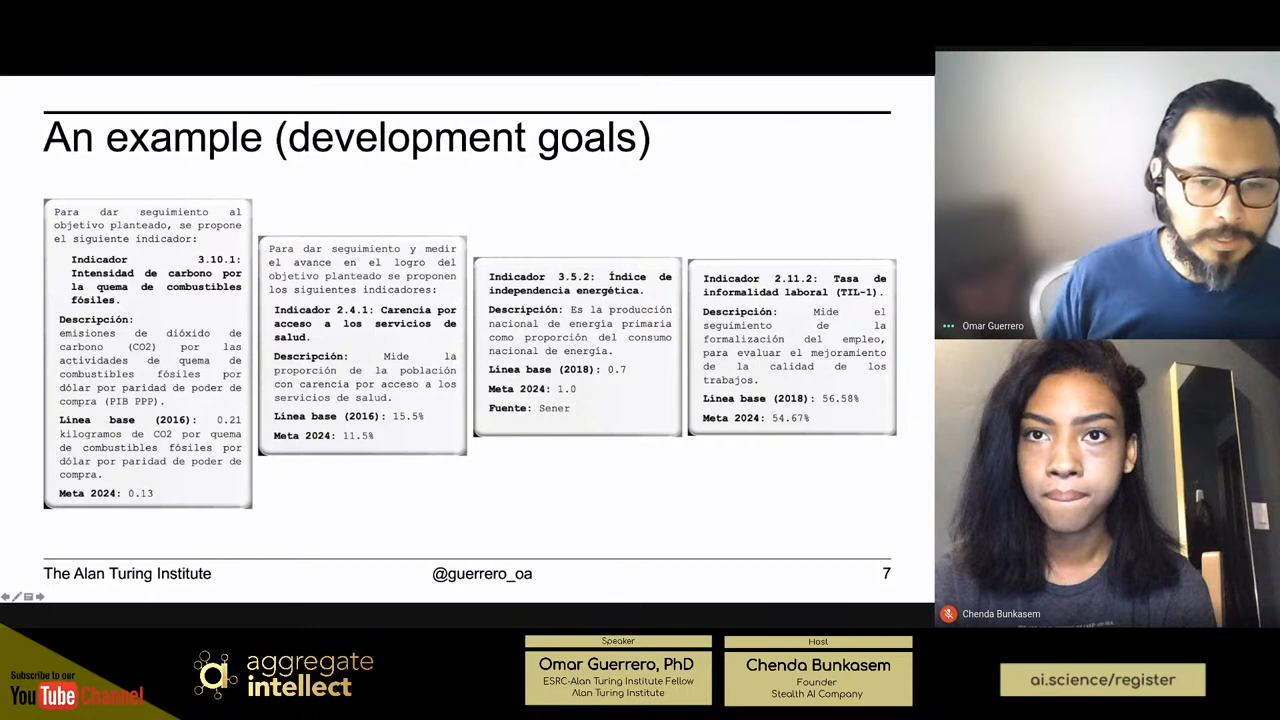 An example (development goals)
Para dar seguimiento al
objetivo planteado, se propone
el siguiente indicador:
Indicador 3.10.1:
Intensidad de carbono por
la quema de combustibles
fósiles.
Descripción:
emisiones de dióxido de
carbono (CO2) por las
actividades de quema de
combustibles fósiles por
dólar por paridad de poder de
compra (PIB PPP).
Línea base (2016): 0.21
kilogramos de CO2 por quema
de combustibles fósiles por
dólar por paridad de poder de
compra.
Meta 2024: 0.13
Para dar seguimiento y medir
el avance en el logro del
objetivo planteado se proponen
los siguientes indicadores:
Indicador 2.4.1: Carencia por
acceso a los servicios de
salud.
Descripción: Mide la
proporción de la población
con carencia por acceso a los
servicios de salud.
Línea base (2016): 15.5%
Meta 2024: 11.5%
Indicador 3.5.2: Índice de
independencia energética.
Descripción: Es la producción
nacional de energía primaria
como proporción del consumo
nacional de energía.
Línea base (2018): 0.7
Meta 2024: 1.0
Fuente: Sener
Indicador 2.11.2: Tasa de
informalidad laboral (TIL-1).
Descripción: Mide el
seguimiento de la
formalización del empleo,
para evaluar el mejoramiento
de la calidad de los
trabajos.
Línea base (2018): 56.58%
Meta 2024: 54.67%
The Alan Turing Institute
@guerrero_oa
7
Omar Guerrero
Chenda Bunkasem
Subscribe to our
YouTube Channel
aggregate
intellect
Speaker
Omar Guerrero, PhD
ESRC-Alan Turing Institute Fellow
Alan Turing Institute
Host
Chenda Bunkasem
Founder
Stealth AI Company
ai.science/register